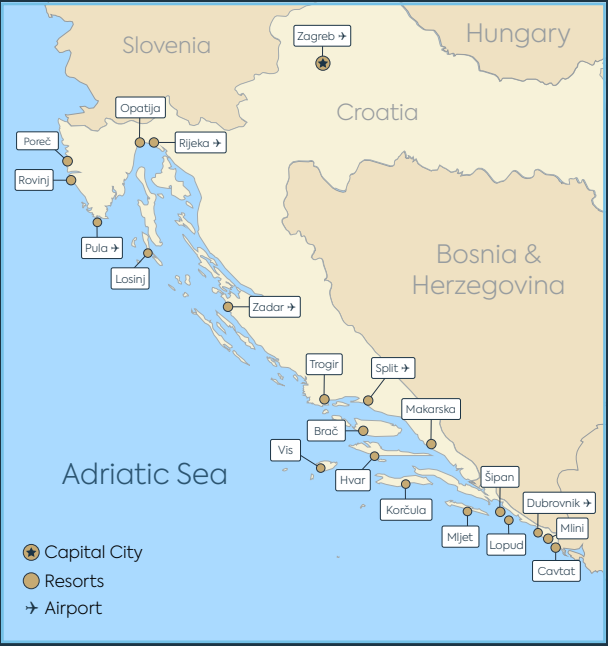 Slovenia
Hungary
Zagreb ✈
Croatia
Opatija
Poreč
Rijeka ✈
Rovinj
Pula ✈
Losinj
Bosnia &
Herzegovina
Zadar ✈
Trogir
Split ✈
Makarska
Brač
Vis
Hvar
Adriatic Sea
Šipan
Korčula
Dubrovnik ✈
Mlini
Mljet
Lopud
Cavtat
Capital City
Resorts
✈ Airport